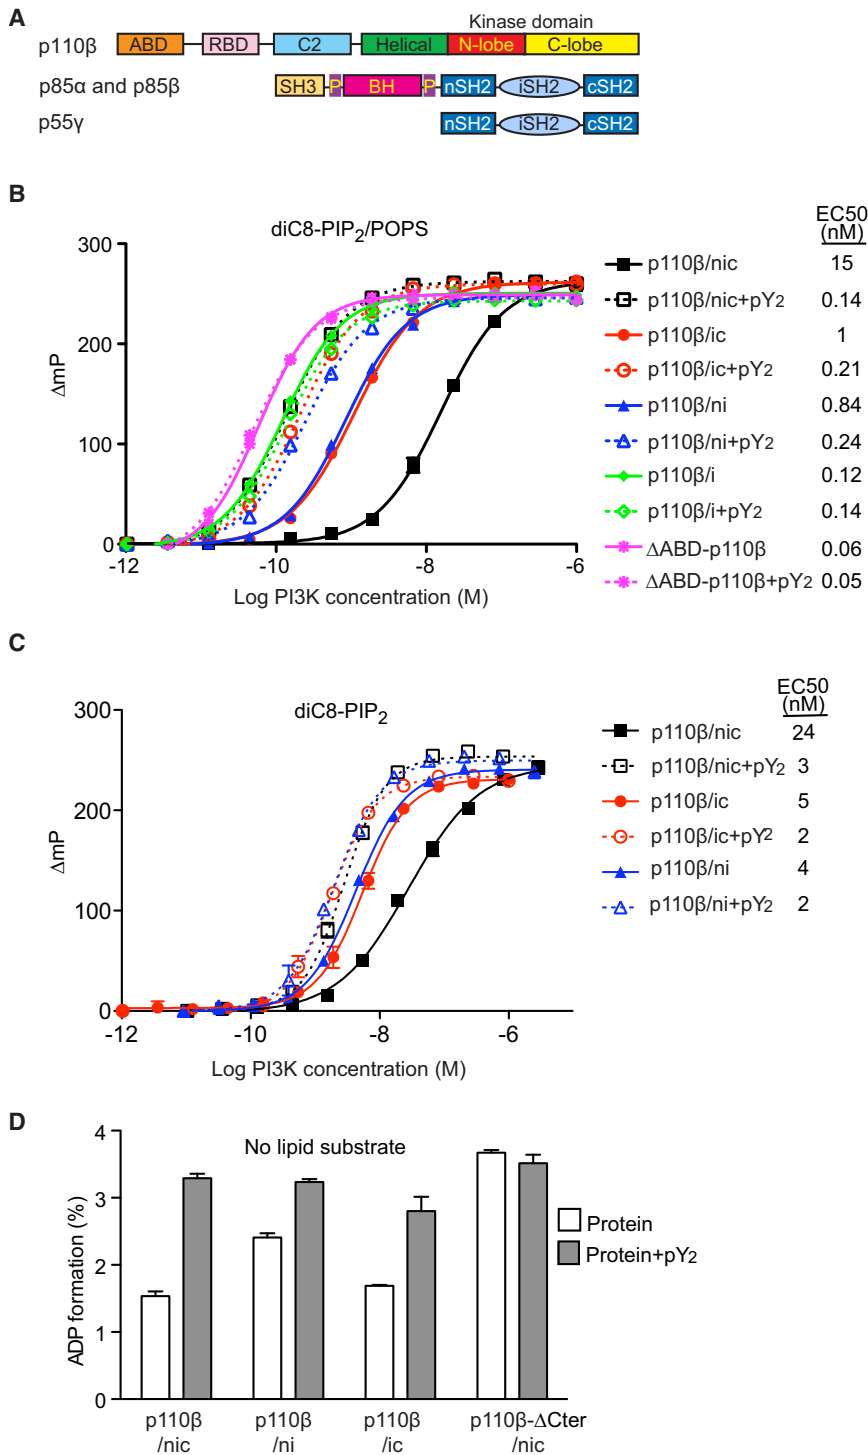 A
Kinase domain
p110β ABD RBD C2 Helical N-lobe C-lobe
p85α and p85β SH3 P BH P nSH2 iSH2 cSH2
p55γ nSH2 iSH2 cSH2
B
diC8-PIP2/POPS
EC50
(nM)
300
200
100
0
ΔmP
-12 -10 -8 -6
Log PI3K concentration (M)
p110β/nic 15
p110β/nic+pY2 0.14
p110β/ic 1
p110β/ic+pY2 0.21
p110β/ni 0.84
p110β/ni+pY2 0.24
p110β/i 0.12
p110β/i+pY2 0.14
ΔABD-p110β 0.06
ΔABD-p110β+pY2 0.05
C
diC8-PIP2
EC50
(nM)
300
200
100
0
ΔmP
-12 -10 -8 -6
Log PI3K concentration (M)
p110β/nic 24
p110β/nic+pY2 3
p110β/ic 5
p110β/ic+pY2 2
p110β/ni 4
p110β/ni+pY2 2
D
No lipid substrate
4
3
2
1
0
ADP formation (%)
Protein
Protein+pY2
p110β p110β p110β p110β-ΔCter
/nic /ni /ic /nic